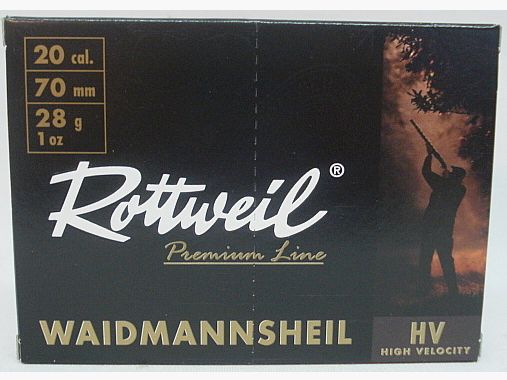 20 cal.
70 mm
28 g
1 oz
Rottweil®
Premium Line
WAIDMANNSHEIL
HV
HIGH VELOCITY